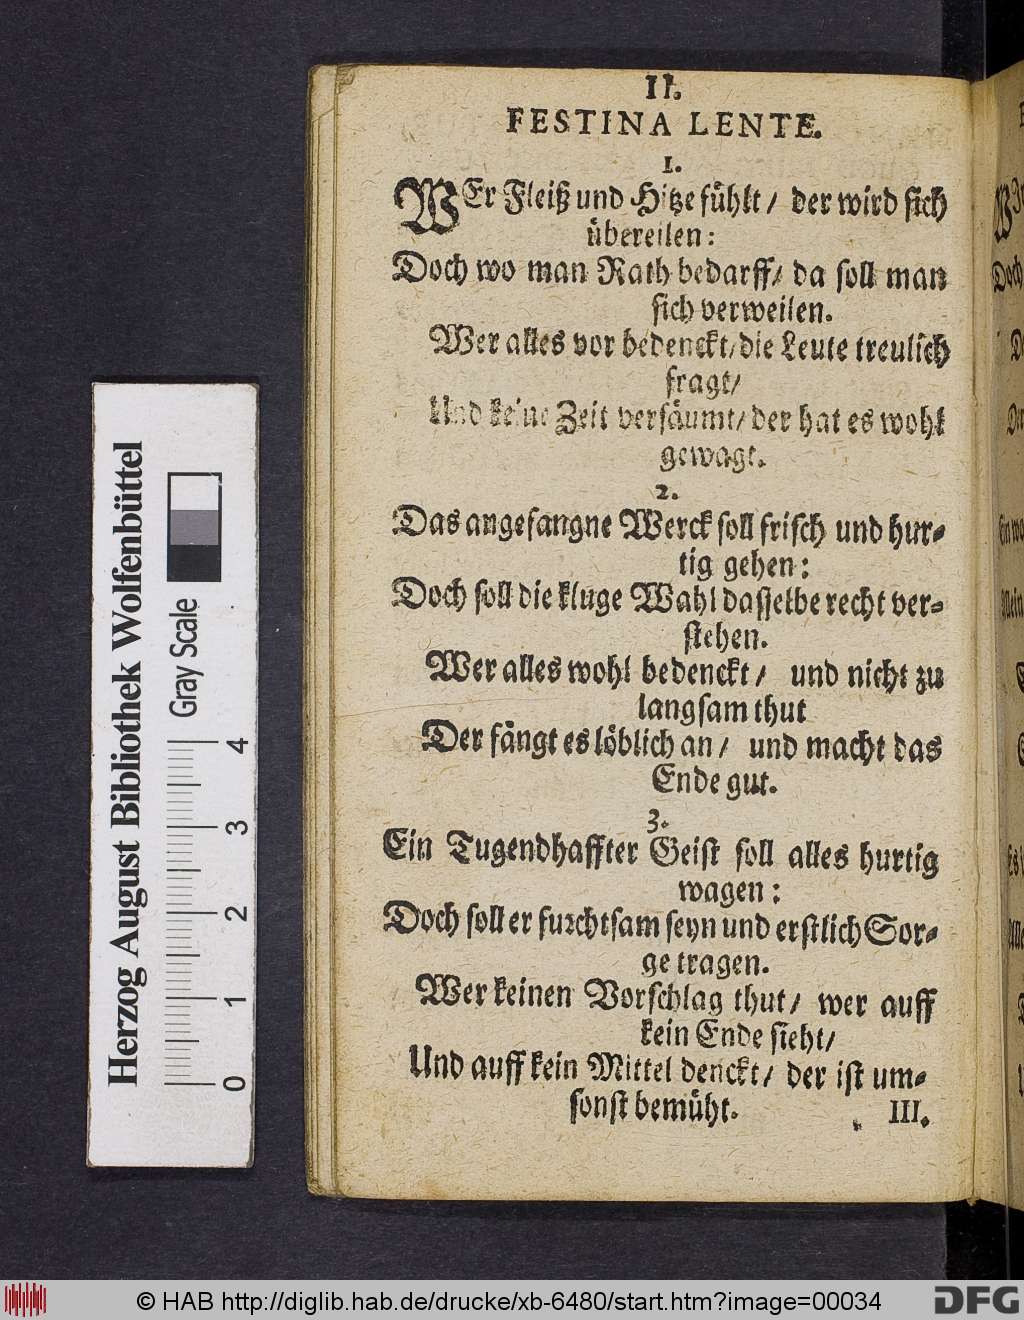 II.
FESTINA LENTE.
1.
WEr Fleiß und Hitze fühlt / der wird sich
übereilen:
Doch wo man Rath bedarff/ da soll man
sich verweilen.
Wer alles vor bedenckt/die Leute treulich
fragt/
Und keine Zeit versäumt/ der hat es wohl
gewagt.
2.
Das angefangne Werck soll frisch und hur-
tig gehen:
Doch soll die kluge Wahl dasselbe recht ver-
stehen.
Wer alles wohl bedenckt / und nicht zu
langsam thut
Der fängt es löblich an / und macht das
Ende gut.
3.
Ein Tugendhaffter Geist soll alles hurtig
wagen:
Doch soll er furchtsam seyn und erstlich Sor-
ge tragen.
Wer keinen Vorschlag thut / wer auff
kein Ende sieht/
Und auff kein Mittel denckt / der ist um-
sonst bemüht.
III.
Herzog August Bibliothek Wolfenbüttel
Gray Scale
0 1 2 3 4
© HAB http://diglib.hab.de/drucke/xb-6480/start.htm?image=00034
DFG